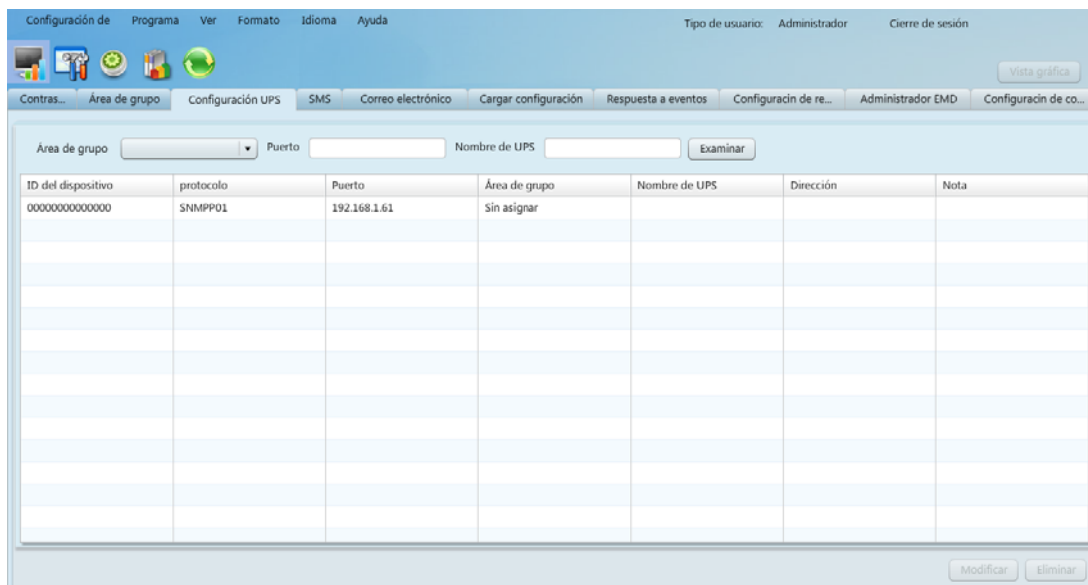 Configuración de Programa Ver Formato Idioma Ayuda Tipo de usuario: Administrador Cierre de sesión
Vista gráfica
Contras... Área de grupo Configuración UPS SMS Correo electrónico Cargar configuración Respuesta a eventos Configuracin de re... Administrador EMD Configuracin de co...
Área de grupo Puerto Nombre de UPS Examinar
ID del dispositivo protocolo Puerto Área de grupo Nombre de UPS Dirección Nota
00000000000000 SNMPP01 192.168.1.61 Sin asignar
Modificar Eliminar